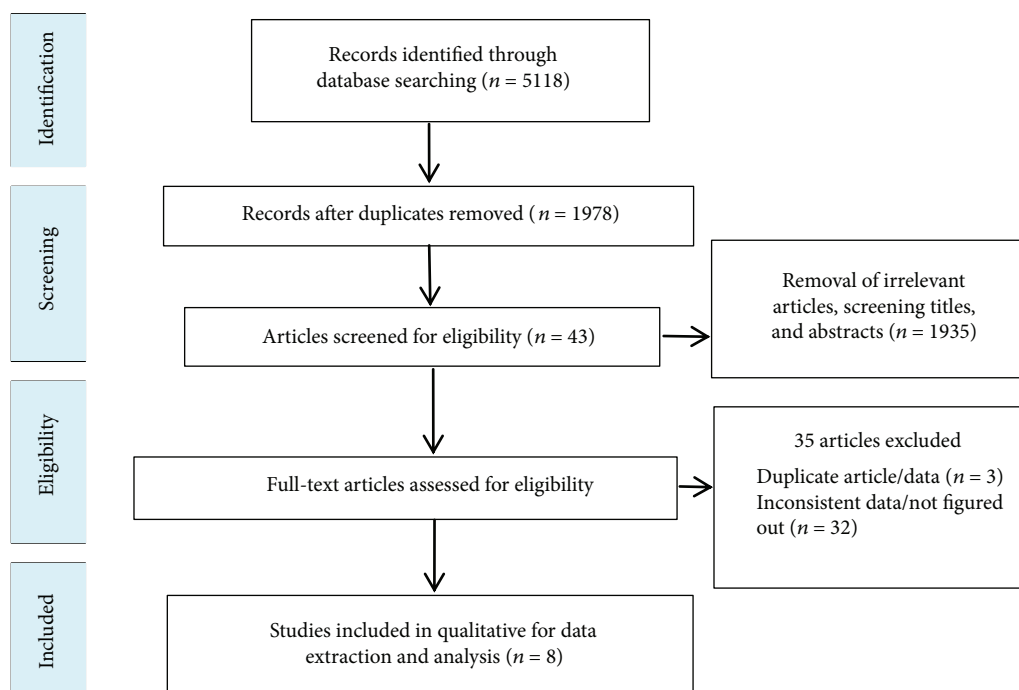 Identification
Records identified through
database searching (n = 5118)
Screening
Records after duplicates removed ( n = 1978)
Articles screened for eligibility (n = 43)
Removal of irrelevant
articles, screening titles,
and abstracts (n = 1935)
Eligibility
Full-text articles assessed for eligibility
35 articles excluded
Duplicate article/data (n = 3)
Inconsistent data/not figured
out (n = 32)
Included
Studies included in qualitative for data
extraction and analysis (n = 8)